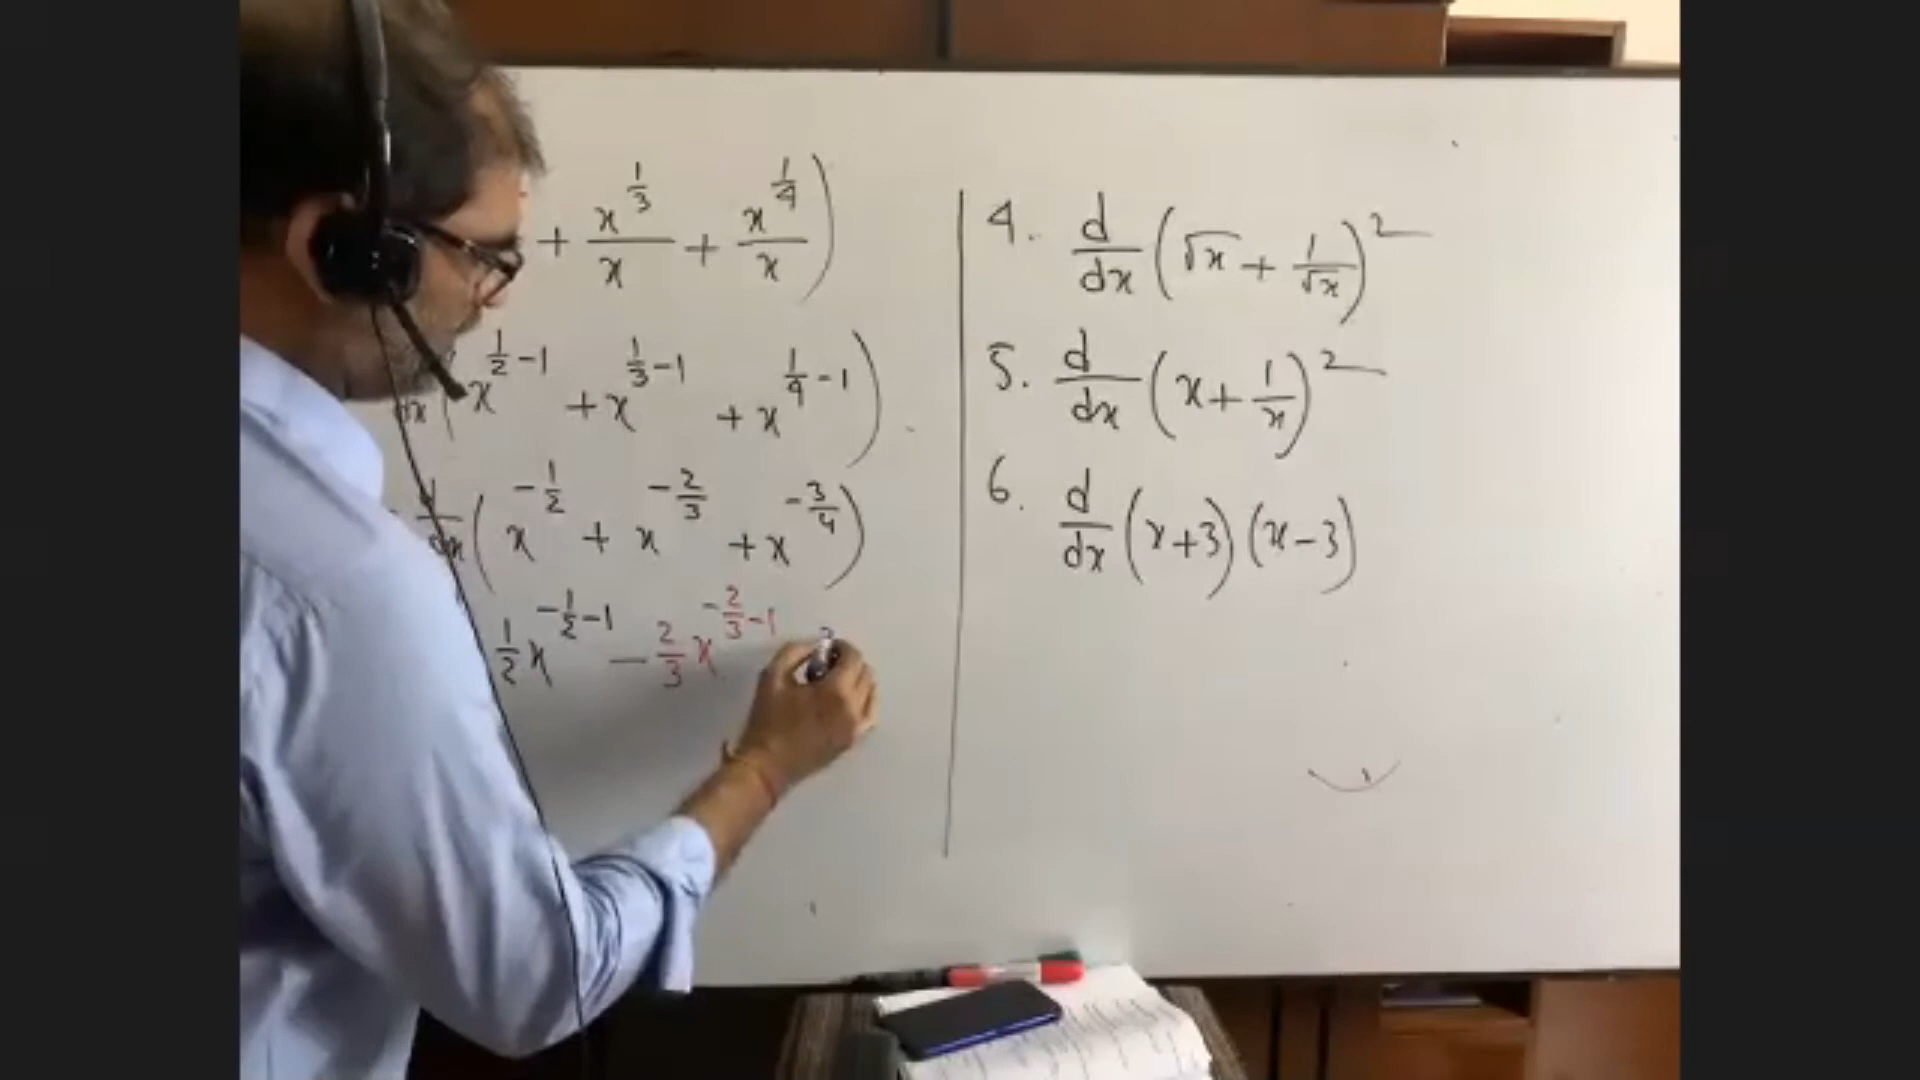 + x^{1/3}/x + x^{1/4}/x )
dx ( x^{1/2 - 1} + x^{1/3 - 1} + x^{1/4 - 1} )
d/dx ( x^{-1/2} + x^{-2/3} + x^{-3/4} )
1/2 x^{-1/2 - 1} - 2/3 x^{-2/3 - 1}
4. d/dx ( √x + 1/√x )^2
5. d/dx ( x + 1/x )^2
6. d/dx (x+3) (x-3)